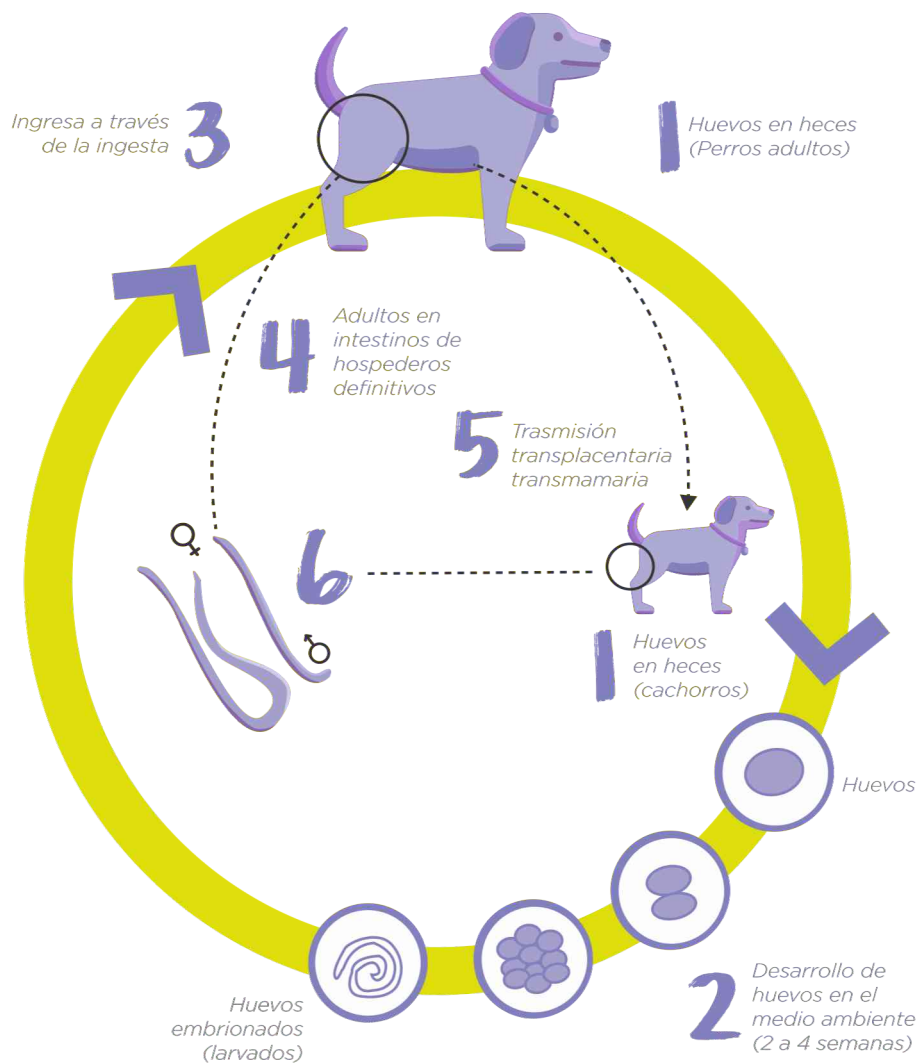 3
Ingresa a través
de la ingesta
1
Huevos en heces
(Perros adultos)
4
Adultos en
intestinos de
hospederos
definitivos
5
Trasmisión
transplacentaria
transmamaria
6
1
Huevos
en heces
(cachorros)
Huevos
2
Desarrollo de
huevos en el
medio ambiente
(2 a 4 semanas)
Huevos
embrionados
(larvados)